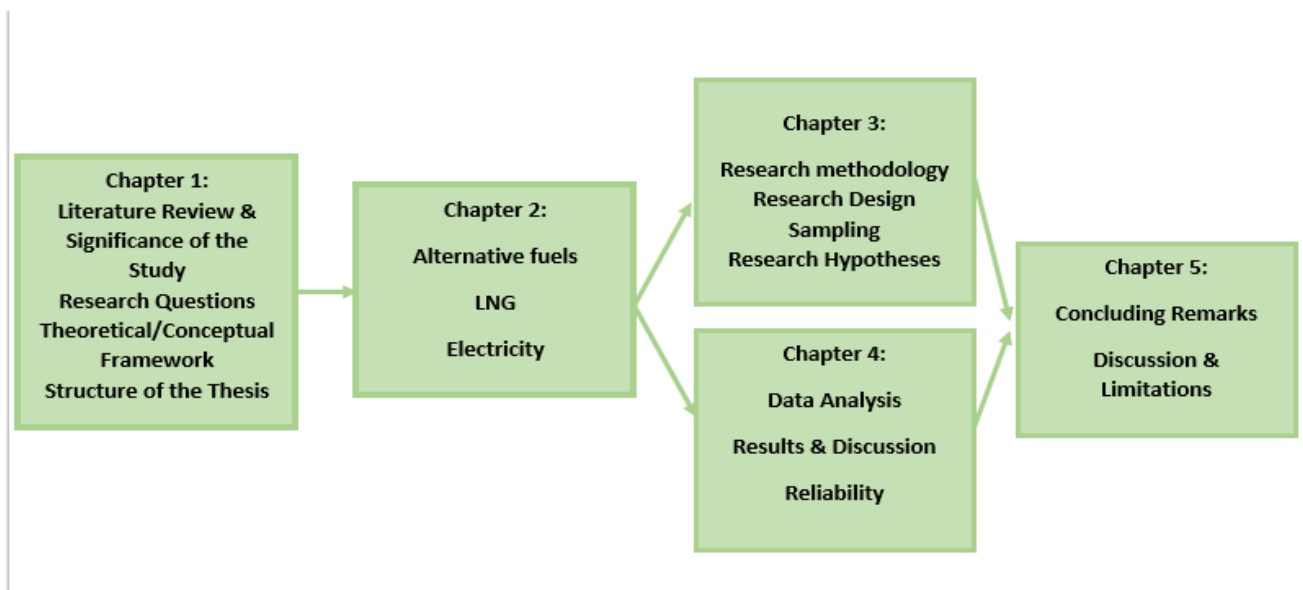 Chapter 1:
Literature Review &
Significance of the
Study
Research Questions
Theoretical/Conceptual
Framework
Structure of the Thesis
Chapter 2:
Alternative fuels
LNG
Electricity
Chapter 3:
Research methodology
Research Design
Sampling
Research Hypotheses
Chapter 4:
Data Analysis
Results & Discussion
Reliability
Chapter 5:
Concluding Remarks
Discussion &
Limitations